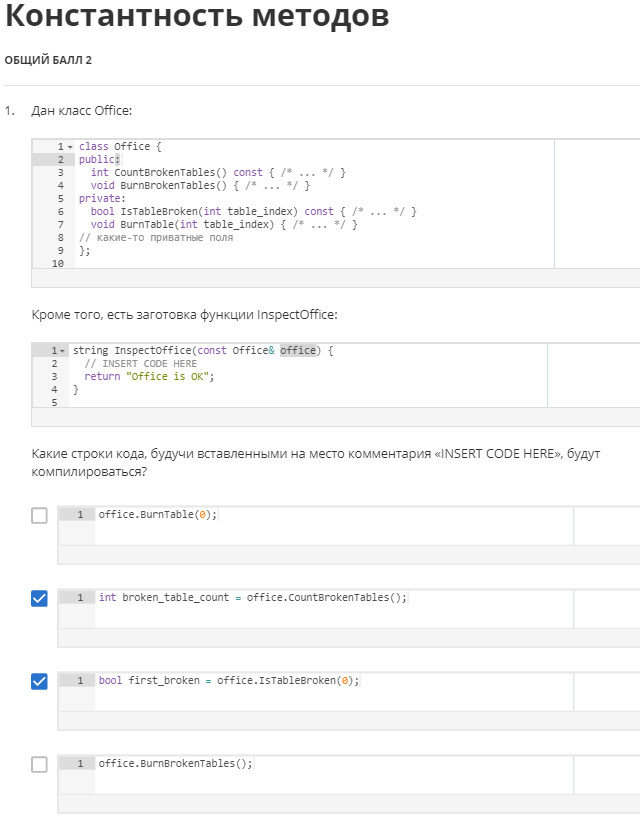 Константность методов
ОБЩИЙ БАЛЛ 2
1. Дан класс Office:
1 class Office {
2 public:
3 int CountBrokenTables() const { /* ... */ }
4 void BurnBrokenTables() { /* ... */ }
5 private:
6 bool IsTableBroken(int table_index) const { /* ... */ }
7 void BurnTable(int table_index) { /* ... */ }
8 // какие-то приватные поля
9 };
10
Кроме того, есть заготовка функции InspectOffice:
1 string InspectOffice(const Office& office) {
2 // INSERT CODE HERE
3 return "Office is OK";
4 }
5
Какие строки кода, будучи вставленными на место комментария «INSERT CODE HERE», будут
компилироваться?
1 office.BurnTable(0);
1 int broken_table_count = office.CountBrokenTables();
1 bool first_broken = office.IsTableBroken(0);
1 office.BurnBrokenTables();